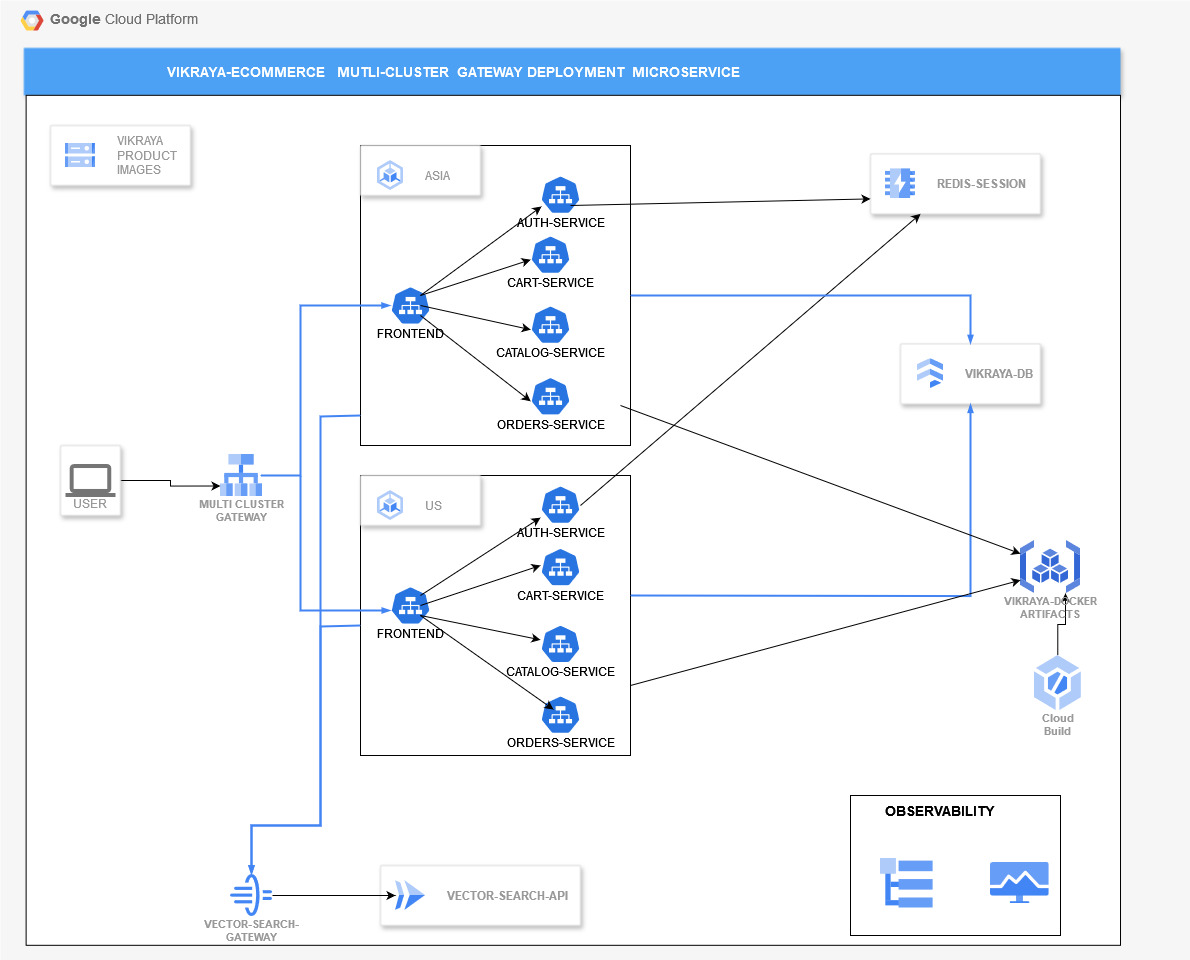 Google Cloud Platform
VIKRAYA-ECOMMERCE MUTLI-CLUSTER GATEWAY DEPLOYMENT MICROSERVICE
VIKRAYA
PRODUCT
IMAGES
ASIA
AUTH-SERVICE
CART-SERVICE
FRONTEND
CATALOG-SERVICE
ORDERS-SERVICE
REDIS-SESSION
VIKRAYA-DB
USER
MULTI CLUSTER
GATEWAY
US
AUTH-SERVICE
CART-SERVICE
FRONTEND
CATALOG-SERVICE
ORDERS-SERVICE
VIKRAYA-DOCKER
ARTIFACTS
Cloud
Build
OBSERVABILITY
VECTOR-SEARCH-
GATEWAY
VECTOR-SEARCH-API